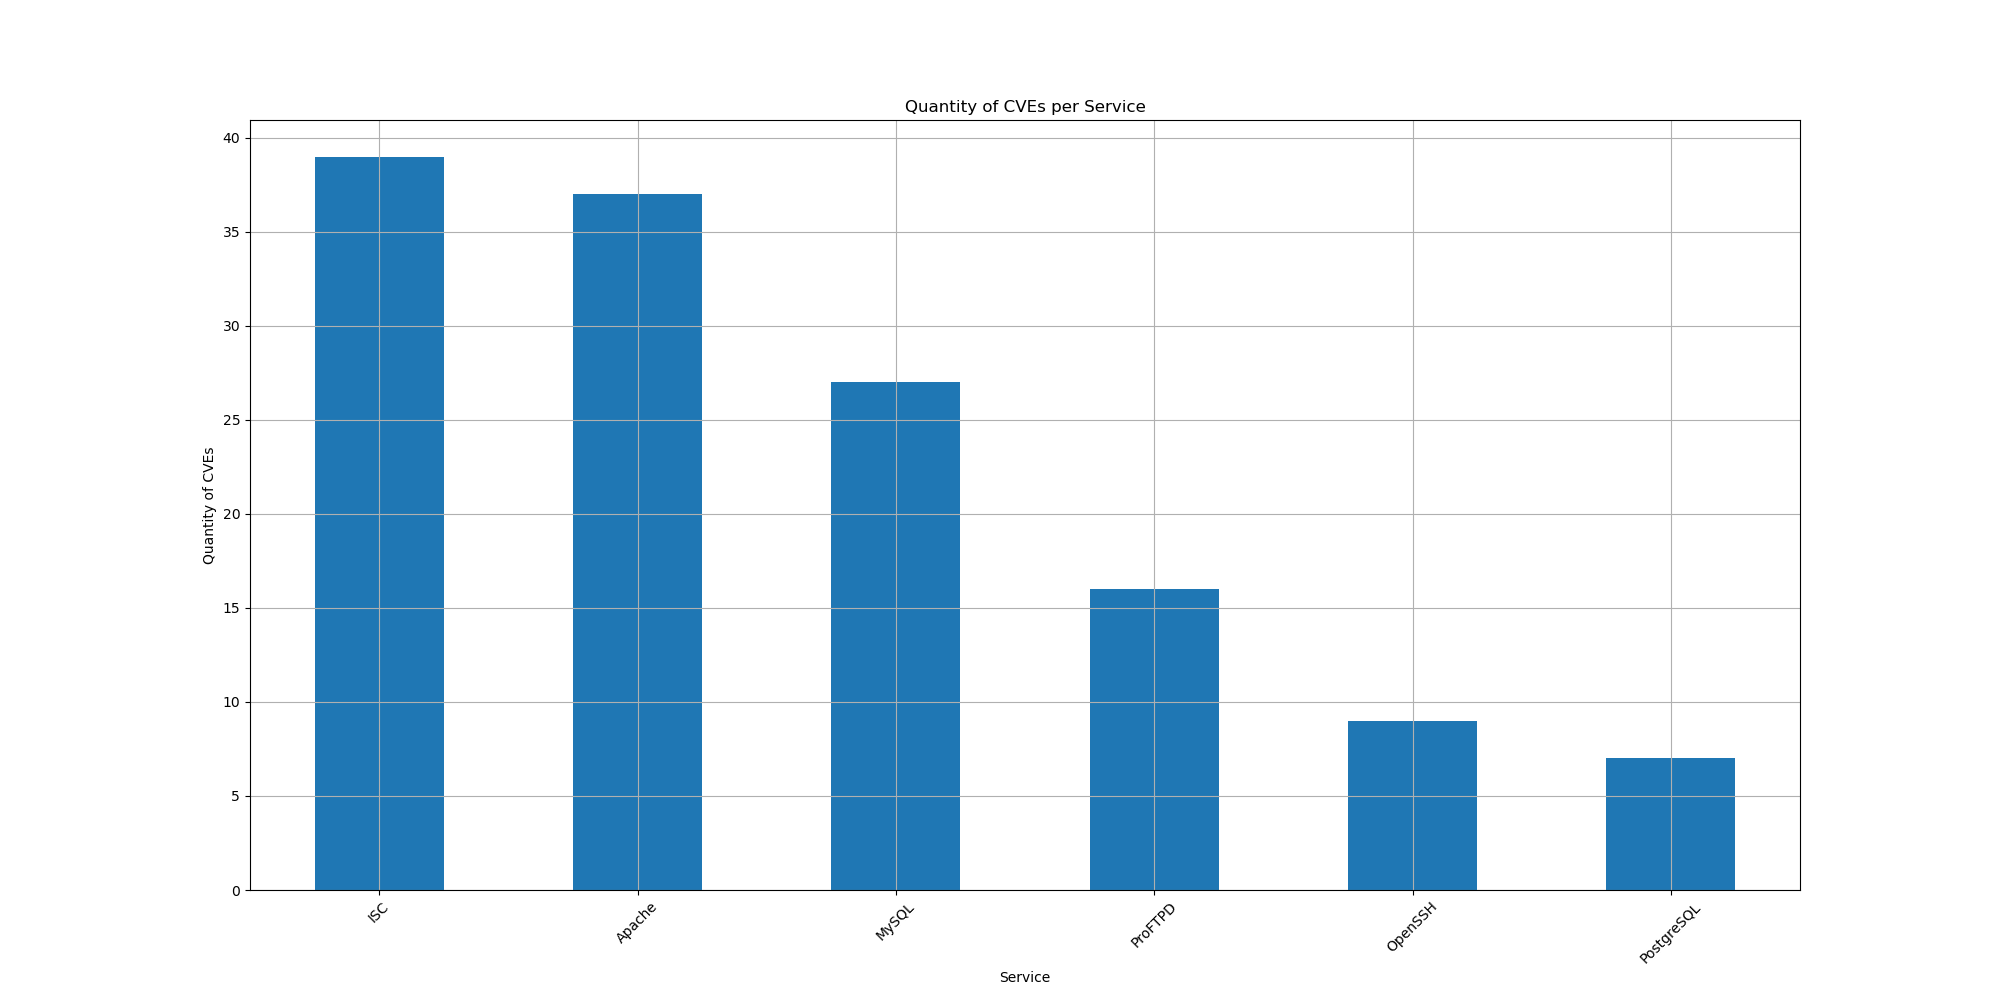 Quantity of CVEs per Service
40
35
30
25
20
15
10
5
0
Quantity of CVEs
ISC
Apache
MySQL
ProFTPD
OpenSSH
PostgreSQL
Service